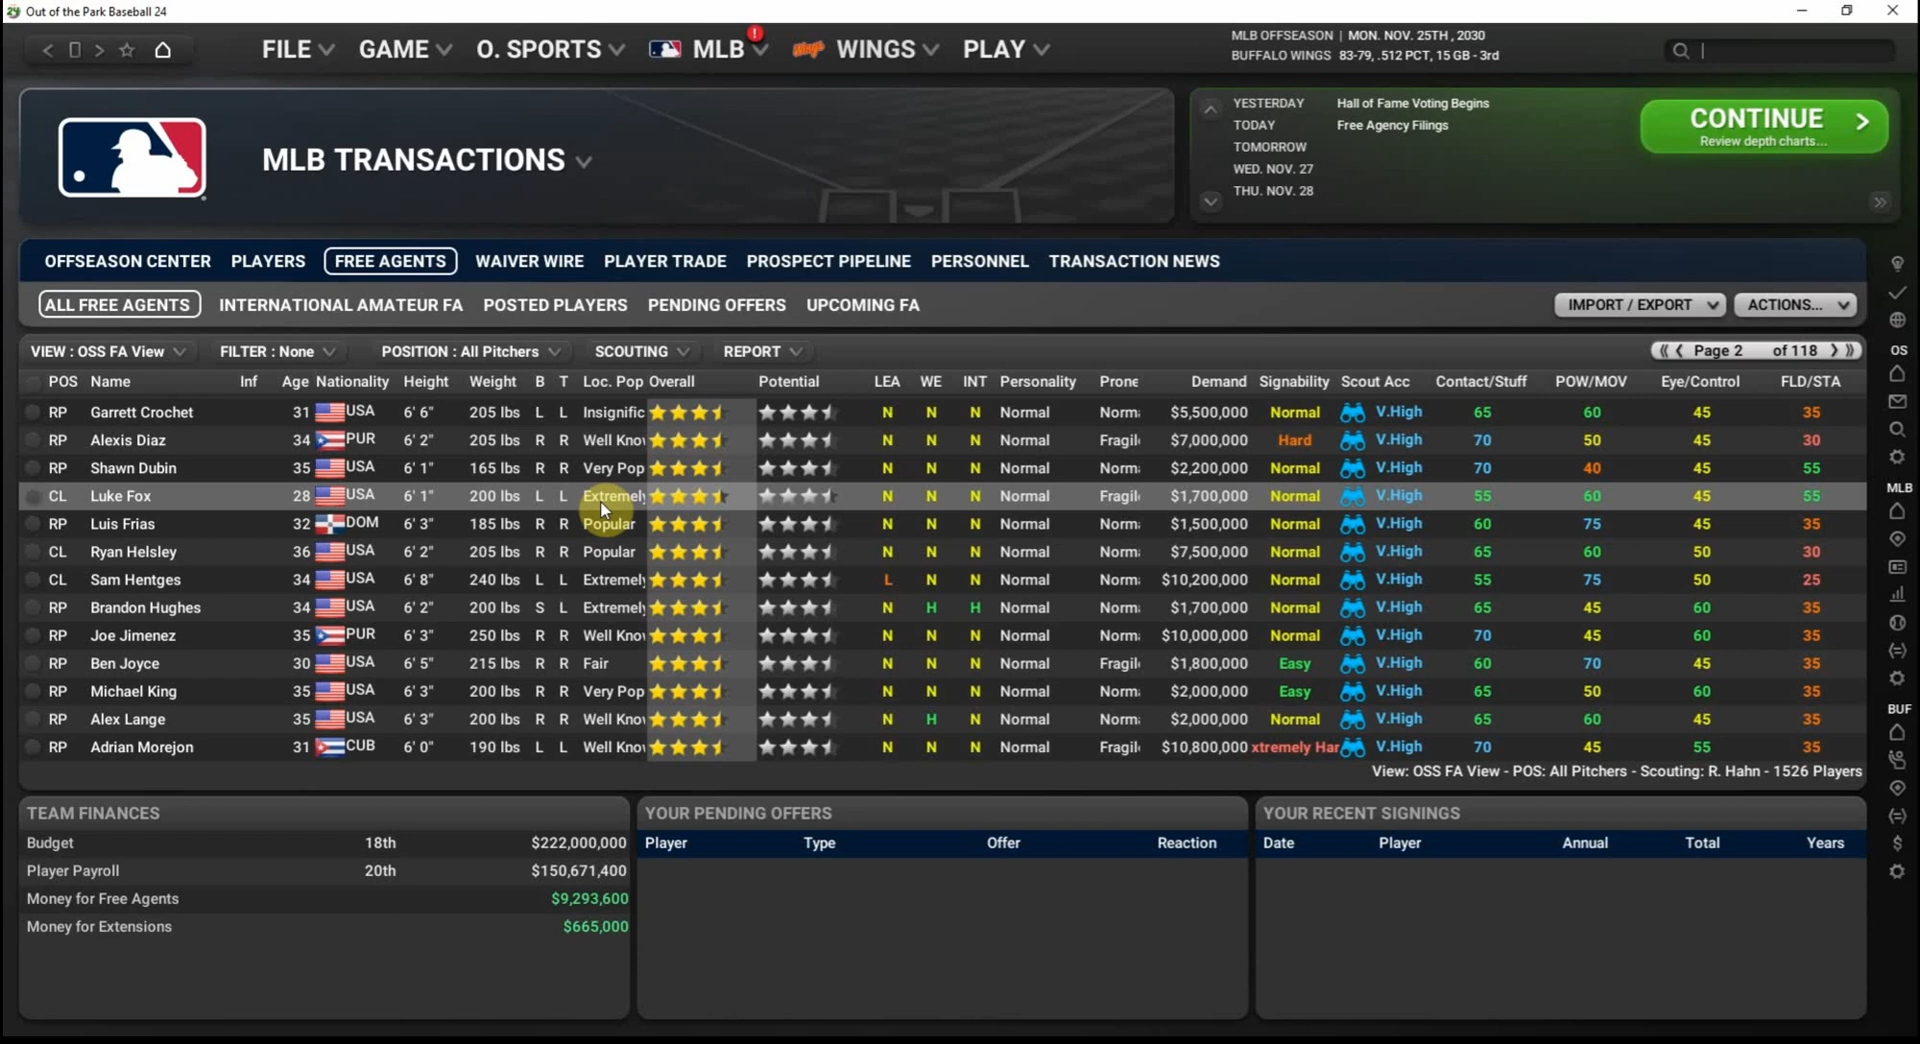 Out of the Park Baseball 24
FILE GAME O. SPORTS MLB WINGS PLAY
MLB OFFSEASON | MON. NOV. 25TH , 2030
BUFFALO WINGS 83-79, .512 PCT, 15 GB - 3rd
MLB TRANSACTIONS
YESTERDAY Hall of Fame Voting Begins
TODAY Free Agency Filings
TOMORROW
WED. NOV. 27
THU. NOV. 28
CONTINUE
Review depth charts...
OFFSEASON CENTER PLAYERS FREE AGENTS WAIVER WIRE PLAYER TRADE PROSPECT PIPELINE PERSONNEL TRANSACTION NEWS
ALL FREE AGENTS INTERNATIONAL AMATEUR FA POSTED PLAYERS PENDING OFFERS UPCOMING FA IMPORT / EXPORT ACTIONS...
VIEW : OSS FA View FILTER : None POSITION : All Pitchers SCOUTING REPORT Page 2 of 118
POS Name Inf Age Nationality Height Weight B T Loc. Pop Overall Potential LEA WE INT Personality Prone Demand Signability Scout Acc Contact/Stuff POW/MOV Eye/Control FLD/STA
RP Garrett Crochet 31 USA 6' 6" 205 lbs L L Insignific N N N Normal Norm $5,500,000 Normal V.High 65 60 45 35
RP Alexis Diaz 34 PUR 6' 2" 205 lbs R R Well Kno N N N Normal Fragil $7,000,000 Hard V.High 70 50 45 30
RP Shawn Dubin 35 USA 6' 1" 165 lbs R R Very Pop N N N Normal Norm $2,200,000 Normal V.High 70 40 45 55
CL Luke Fox 28 USA 6' 1" 200 lbs L L Extremely N N N Normal Fragil $1,700,000 Normal V.High 55 60 45 55
RP Luis Frias 32 DOM 6' 3" 185 lbs R R Popular N N N Normal Norm $1,500,000 Normal V.High 60 75 45 35
CL Ryan Helsley 36 USA 6' 2" 205 lbs R R Popular N N N Normal Norm $7,500,000 Normal V.High 65 60 50 30
CL Sam Hentges 34 USA 6' 8" 240 lbs L L Extremely L N N Normal Norm $10,200,000 Normal V.High 55 75 50 25
RP Brandon Hughes 34 USA 6' 2" 200 lbs S L Extremely N H H Normal Norm $1,700,000 Normal V.High 65 45 60 35
RP Joe Jimenez 35 PUR 6' 3" 250 lbs R R Well Kno N N N Normal Norm $10,000,000 Normal V.High 70 45 60 35
RP Ben Joyce 30 USA 6' 5" 215 lbs R R Fair N N N Normal Fragil $1,800,000 Easy V.High 60 70 45 35
RP Michael King 35 USA 6' 3" 200 lbs R R Very Pop N N N Normal Norm $2,000,000 Easy V.High 65 50 60 35
RP Alex Lange 35 USA 6' 3" 200 lbs R R Well Kno N H N Normal Norm $2,000,000 Normal V.High 65 60 45 35
RP Adrian Morejon 31 CUB 6' 0" 190 lbs L L Well Kno N N N Normal Fragil $10,800,000 xtremely Har V.High 70 45 55 35
View: OSS FA View - POS: All Pitchers - Scouting: R. Hahn - 1526 Players
OS
MLB
BUF
TEAM FINANCES
Budget 18th $222,000,000
Player Payroll 20th $150,671,400
Money for Free Agents $9,293,600
Money for Extensions $665,000
YOUR PENDING OFFERS
Player Type Offer Reaction
YOUR RECENT SIGNINGS
Date Player Annual Total Years